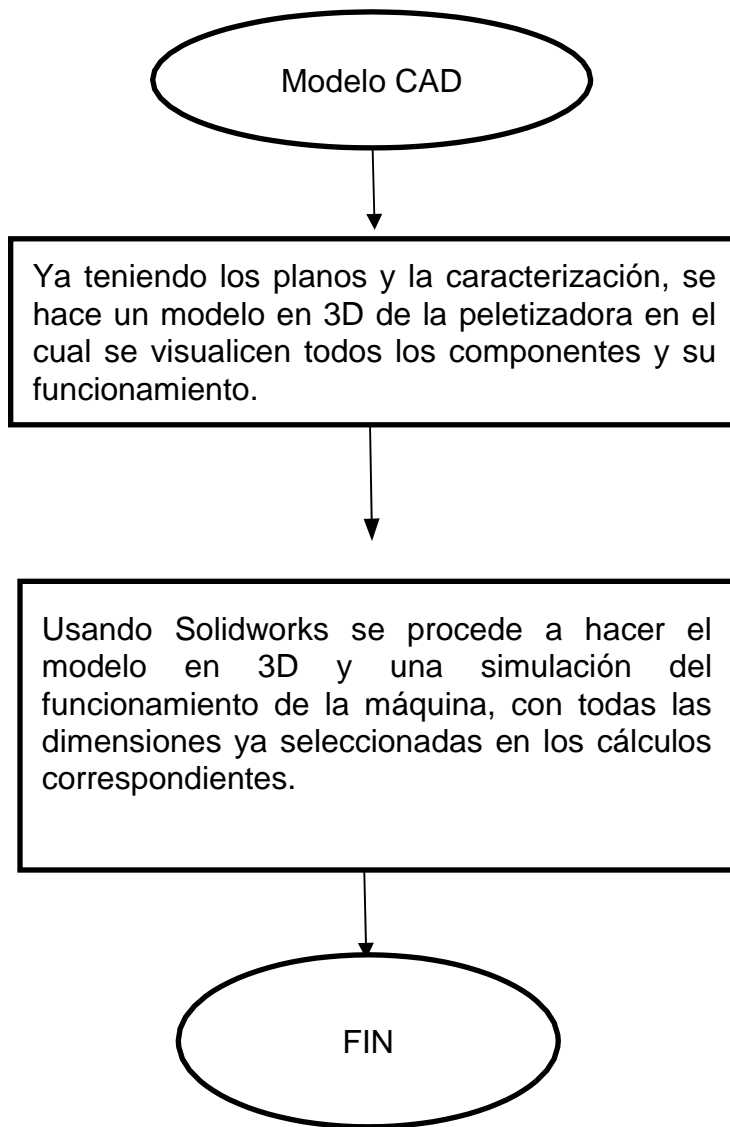 Modelo CAD
Ya teniendo los planos y la caracterización, se
hace un modelo en 3D de la peletizadora en el
cual se visualicen todos los componentes y su
funcionamiento.
Usando Solidworks se procede a hacer el
modelo en 3D y una simulación del
funcionamiento de la máquina, con todas las
dimensiones ya seleccionadas en los cálculos
correspondientes.
FIN